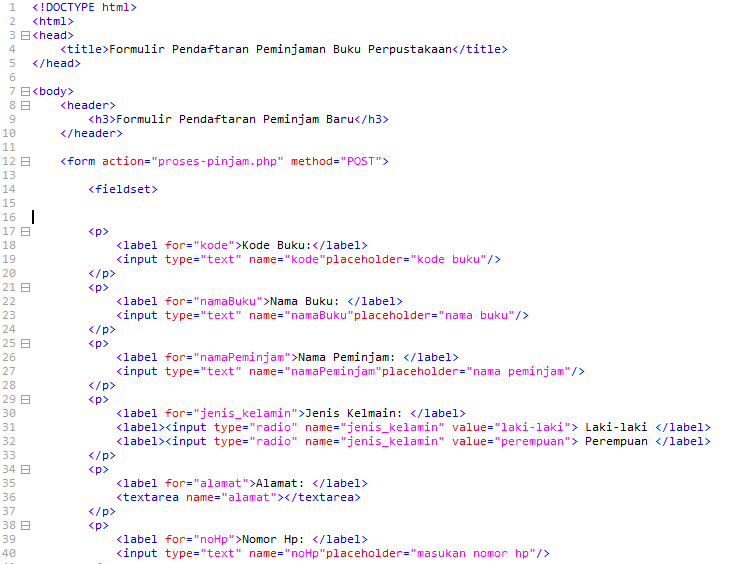 1 <!DOCTYPE html>
2 <html>
3 <head>
4 <title>Formulir Pendaftaran Peminjaman Buku Perpustakaan</title>
5 </head>
6
7 <body>
8 <header>
9 <h3>Formulir Pendaftaran Peminjam Baru</h3>
10 </header>
11
12 <form action="proses-pinjam.php" method="POST">
13
14 <fieldset>
15
16
17 <p>
18 <label for="kode">Kode Buku:</label>
19 <input type="text" name="kode"placeholder="kode buku"/>
20 </p>
21 <p>
22 <label for="namaBuku">Nama Buku: </label>
23 <input type="text" name="namaBuku"placeholder="nama buku"/>
24 </p>
25 <p>
26 <label for="namaPeminjam">Nama Peminjam: </label>
27 <input type="text" name="namaPeminjam"placeholder="nama peminjam"/>
28 </p>
29 <p>
30 <label for="jenis_kelamin">Jenis Kelmain: </label>
31 <label><input type="radio" name="jenis_kelamin" value="laki-laki"> Laki-laki </label>
32 <label><input type="radio" name="jenis_kelamin" value="perempuan"> Perempuan </label>
33 </p>
34 <p>
35 <label for="alamat">Alamat: </label>
36 <textarea name="alamat"></textarea>
37 </p>
38 <p>
39 <label for="noHp">Nomor Hp: </label>
40 <input type="text" name="noHp"placeholder="masukan nomor hp"/>